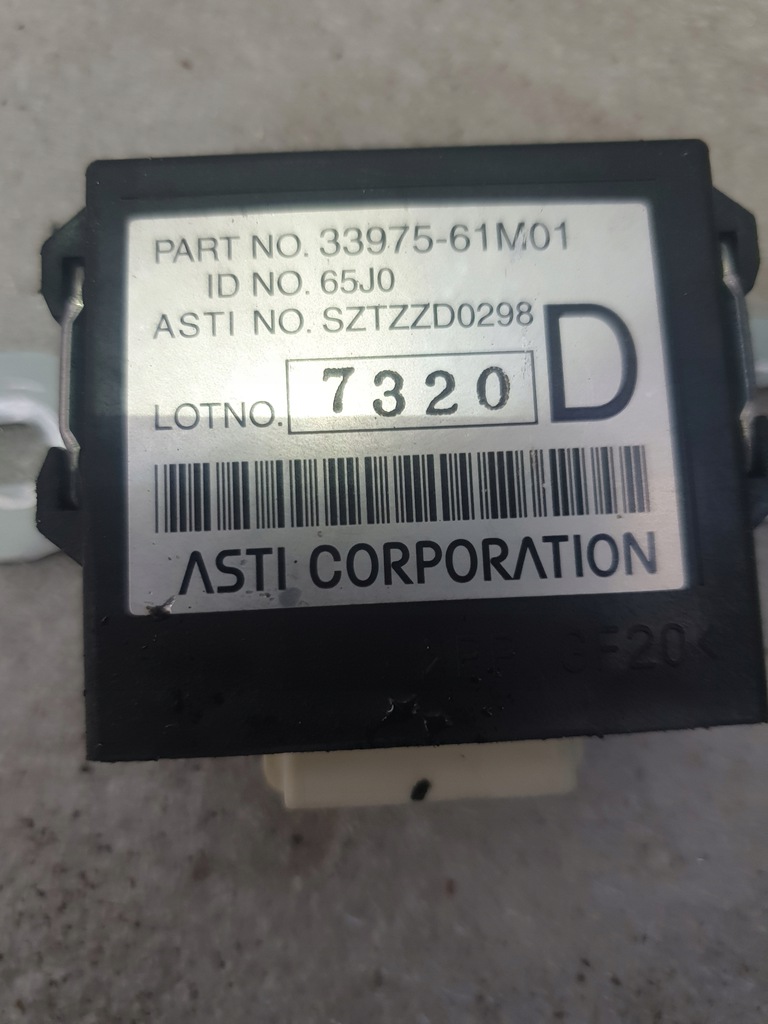 PART NO. 33975-61M01
ID NO. 65J0
ASTI NO. SZTZZD0298
D
LOTNO. 7320
ASTI CORPORATION